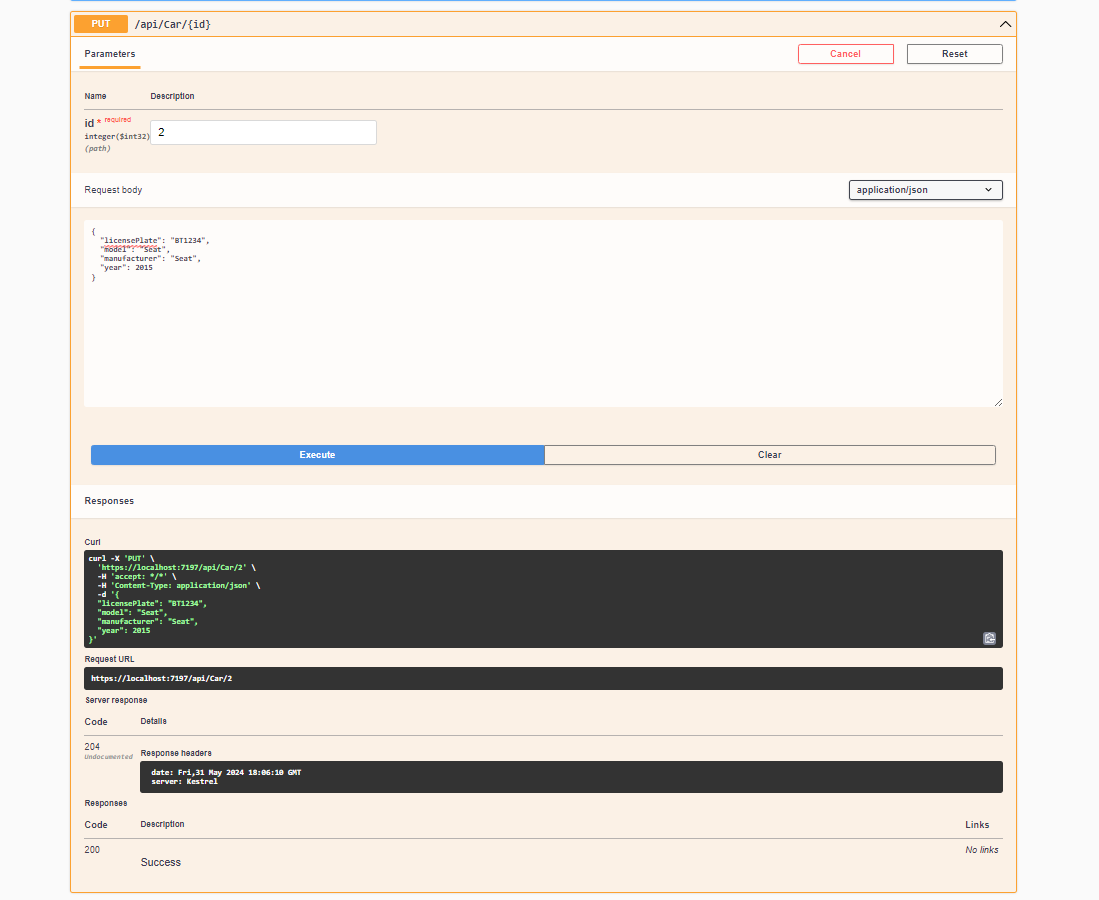 PUT /api/Car/{id}
Parameters Cancel Reset
Name Description
id * required
integer($int32) 2
(path)
Request body application/json
{
"licensePlate": "BT1234",
"model": "Seat",
"manufacturer": "Seat",
"year": 2015
}
Execute Clear
Responses
Curl
curl -X 'PUT' \
'https://localhost:7197/api/Car/2' \
-H 'accept: */*' \
-H 'Content-Type: application/json' \
-d '{
"licensePlate": "BT1234",
"model": "Seat",
"manufacturer": "Seat",
"year": 2015
}'
Request URL
https://localhost:7197/api/Car/2
Server response
Code Details
204
Undocumented
Response headers
date: Fri,31 May 2024 18:06:10 GMT
server: Kestrel
Responses
Code Description Links
200 No links
Success